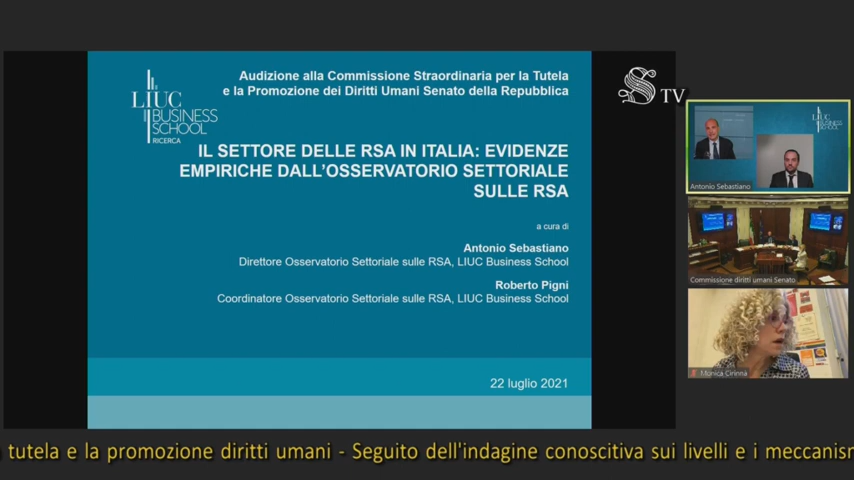 Audizione alla Commissione Straordinaria per la Tutela
e la Promozione dei Diritti Umani Senato della Repubblica
LIUC
BUSINESS
SCHOOL
RICERCA
IL SETTORE DELLE RSA IN ITALIA: EVIDENZE
EMPIRICHE DALL'OSSERVATORIO SETTORIALE
SULLE RSA
a cura di
Antonio Sebastiano
Direttore Osservatorio Settoriale sulle RSA, LIUC Business School
Roberto Pigni
Coordinatore Osservatorio Settoriale sulle RSA, LIUC Business School
22 luglio 2021
S TV
LIUC
BUSINESS
SCHOOL
Antonio Sebastiano
Commissione diritti umani Senato
Monica Cirinnà
tutela e la promozione diritti umani - Seguito dell'indagine conoscitiva sui livelli e i meccanism